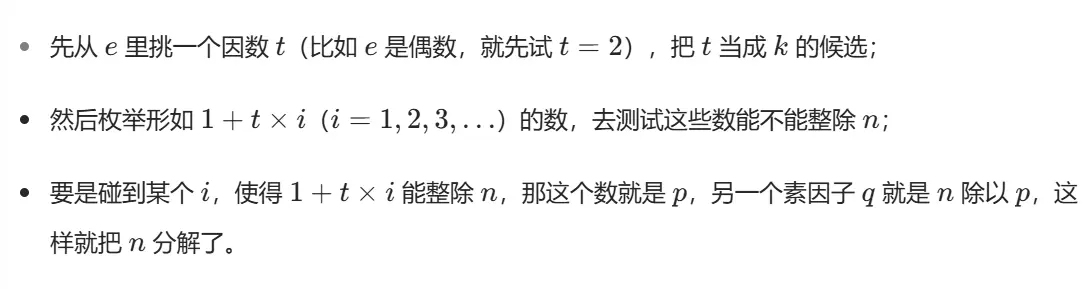 • 先从 e 里挑一个因数 t（比如 e 是偶数，就先试 t = 2），把 t 当成 k 的候选；
• 然后枚举形如 1 + t × i（i = 1, 2, 3, …）的数，去测试这些数能不能整除 n；
• 要是碰到某个 i，使得 1 + t × i 能整除 n，那这个数就是 p，另一个素因子 q 就是 n 除以 p，这
样就把 n 分解了。